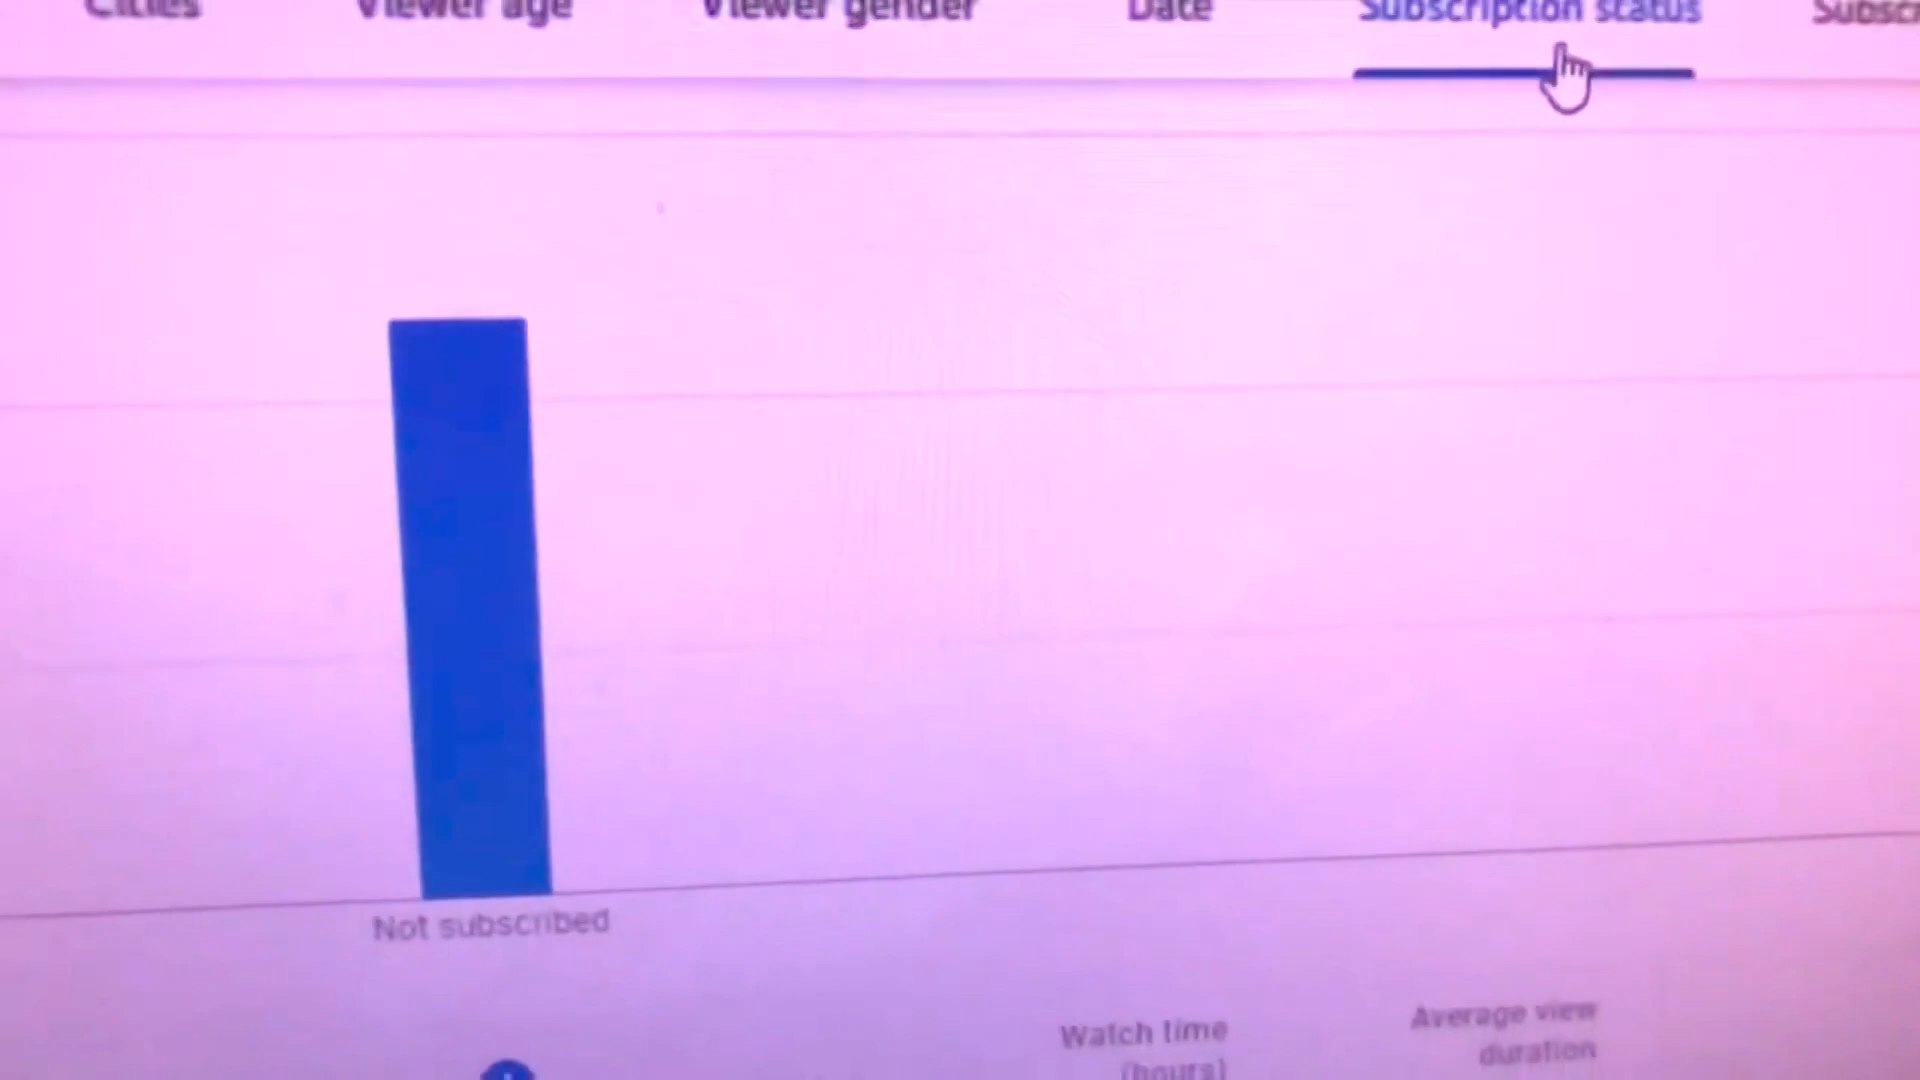 Cities Viewer age Viewer gender Date Subscription status
Not subscribed
Watch time
(hours)
Average view
duration